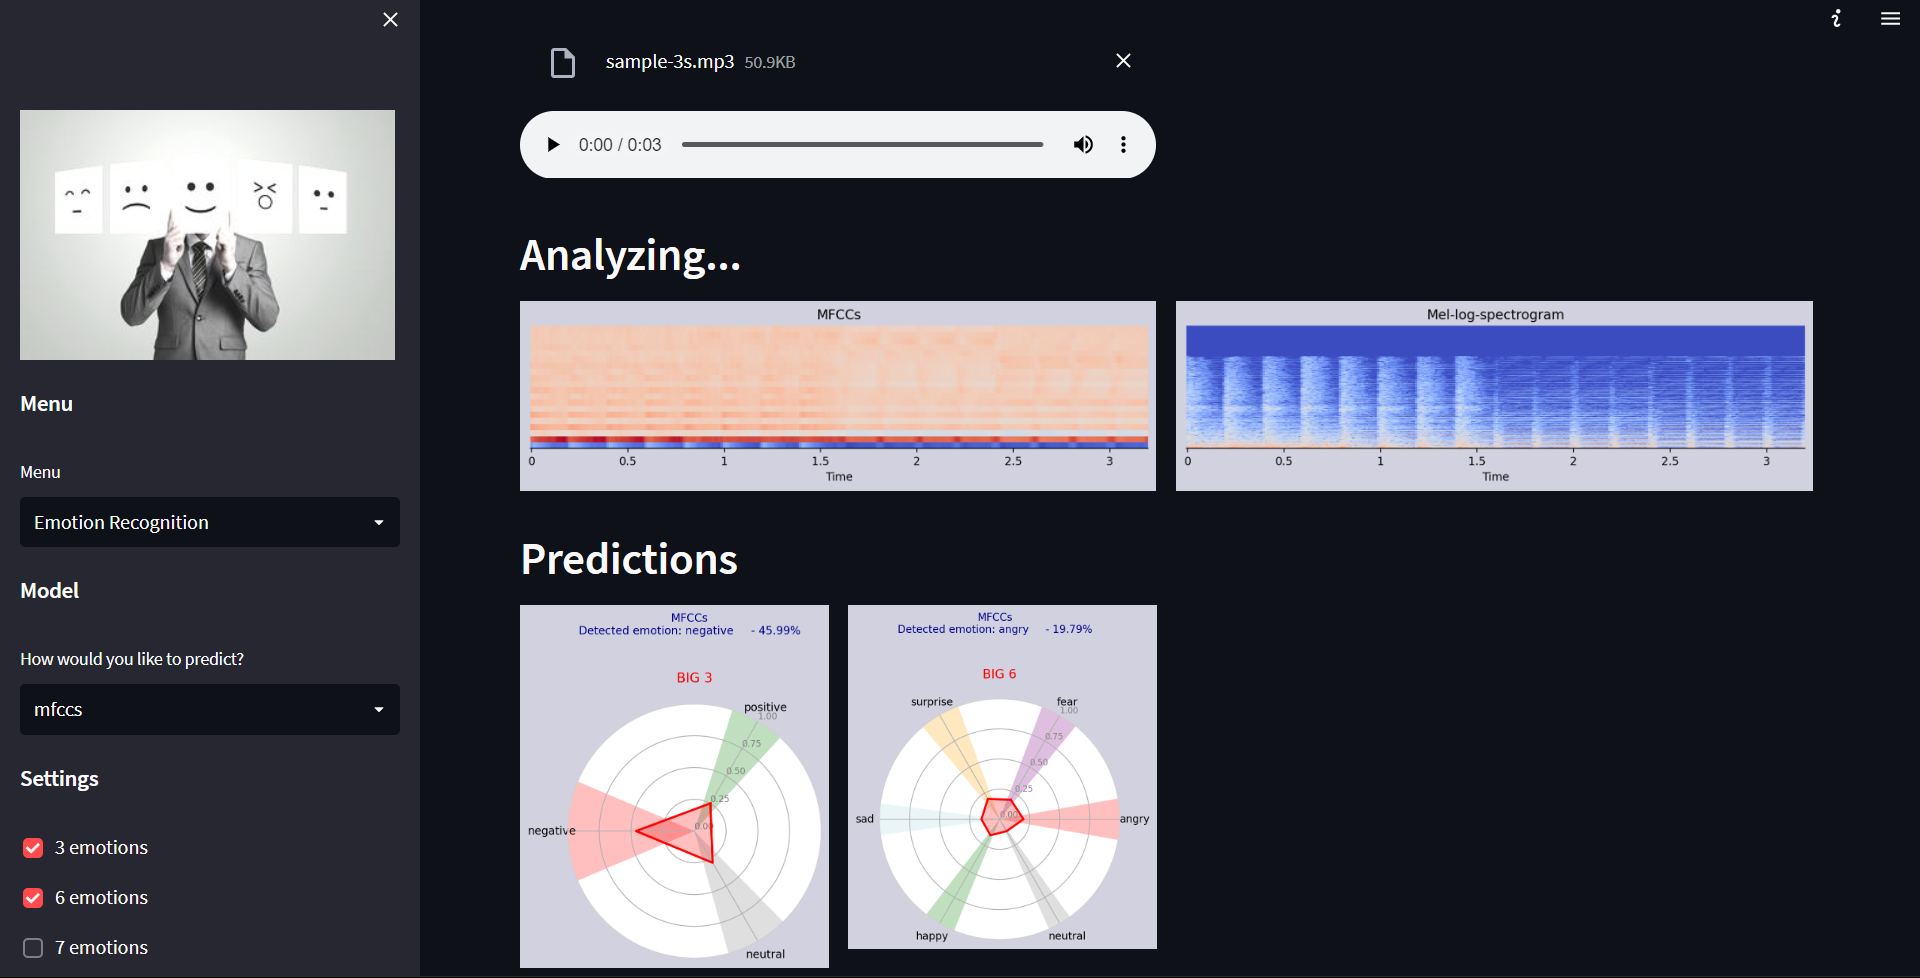 sample-3s.mp3 50.9KB
0:00 / 0:03
Menu
Menu
Emotion Recognition
Model
How would you like to predict?
mfccs
Settings
3 emotions
6 emotions
7 emotions
Analyzing...
MFCCs
0 0.5 1 1.5 2 2.5 3
Time
Mel-log-spectrogram
0 0.5 1 1.5 2 2.5 3
Time
Predictions
MFCCs
Detected emotion: negative - 45.99%
BIG 3
positive
1.00
0.75
0.50
0.25
0.00
negative
neutral
MFCCs
Detected emotion: angry - 19.79%
BIG 6
surprise
fear
1.00
0.75
0.50
0.25
0.00
sad
angry
happy
neutral